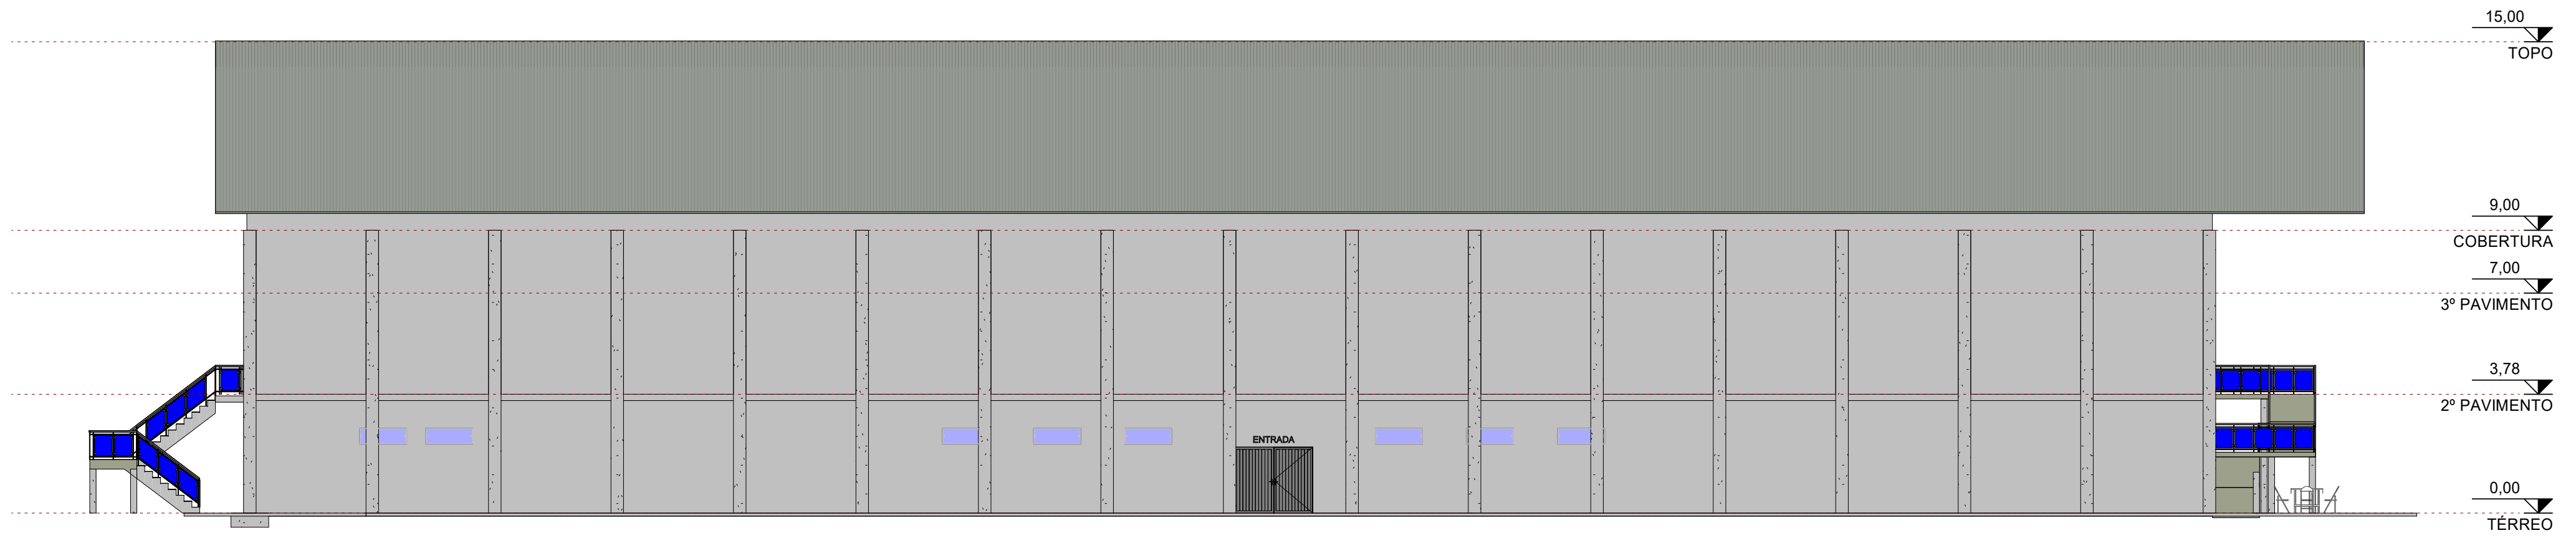 15,00
TOPO
9,00
COBERTURA
7,00
3º PAVIMENTO
3,78
2º PAVIMENTO
ENTRADA
0,00
TÉRREO